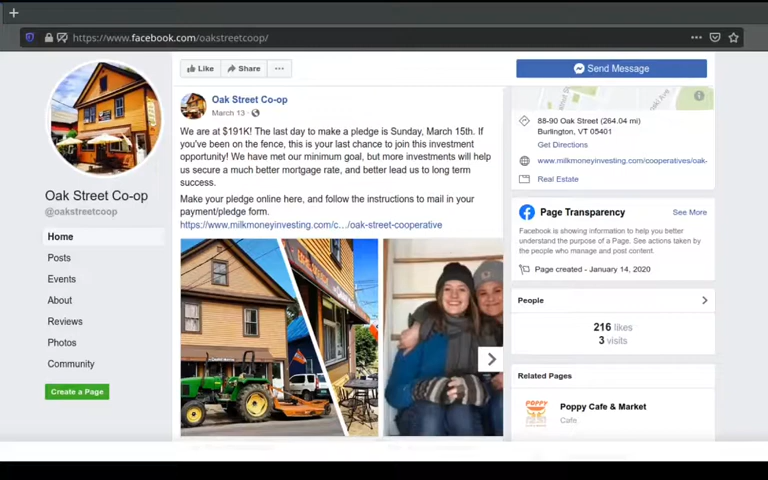 https://www.facebook.com/oakstreetcoop/
Oak Street Co-op
@oakstreetcoop
Home
Posts
Events
About
Reviews
Photos
Community
Create a Page
Like
Share
Send Message
Oak Street Co-op
March 13
We are at $191K! The last day to make a pledge is Sunday, March 15th. If
you've been on the fence, this is your last chance to join this investment
opportunity! We have met our minimum goal, but more investments will help
us secure a much better mortgage rate, and better lead us to long term
success.
Make your pledge online here, and follow the instructions to mail in your
payment/pledge form.
https://www.milkmoneyinvesting.com/c…/oak-street-cooperative
88-90 Oak Street (264.04 mi)
Burlington, VT 05401
Get Directions
www.milkmoneyinvesting.com/cooperatives/oak-
Real Estate
Page Transparency
See More
Facebook is showing information to help you better
understand the purpose of a Page. See actions taken by
the people who manage and post content.
Page created - January 14, 2020
People
216 likes
3 visits
Related Pages
POPPY
Poppy Cafe & Market
Cafe